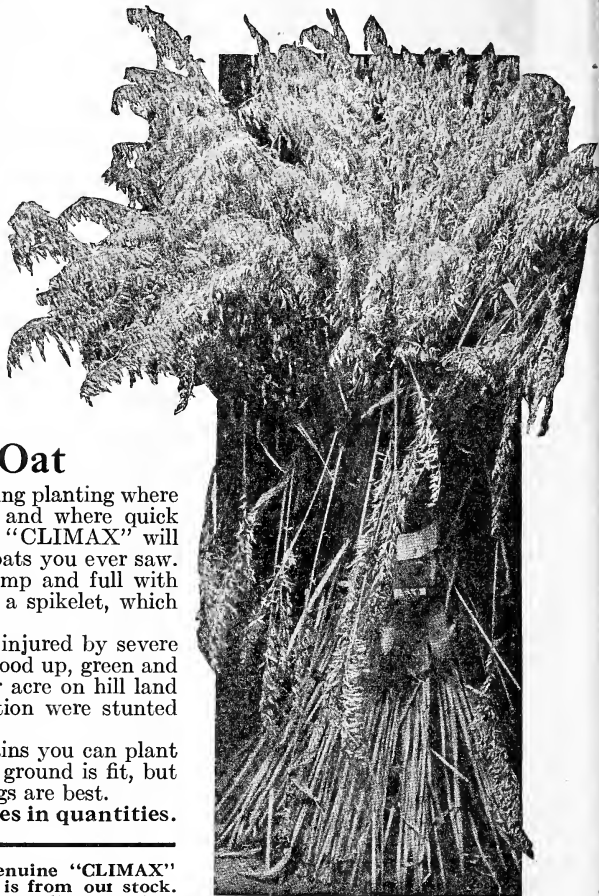 Oat
ing planting where
and where quick
“CLIMAX” will
oats you ever saw.
mp and full with
a spikelet, which
injured by severe
ood up, green and
r acre on hill land
tion were stunted
ins you can plant
ground is fit, but
gs are best.
es in quantities.
enuine “CLIMAX”
is from our stock.